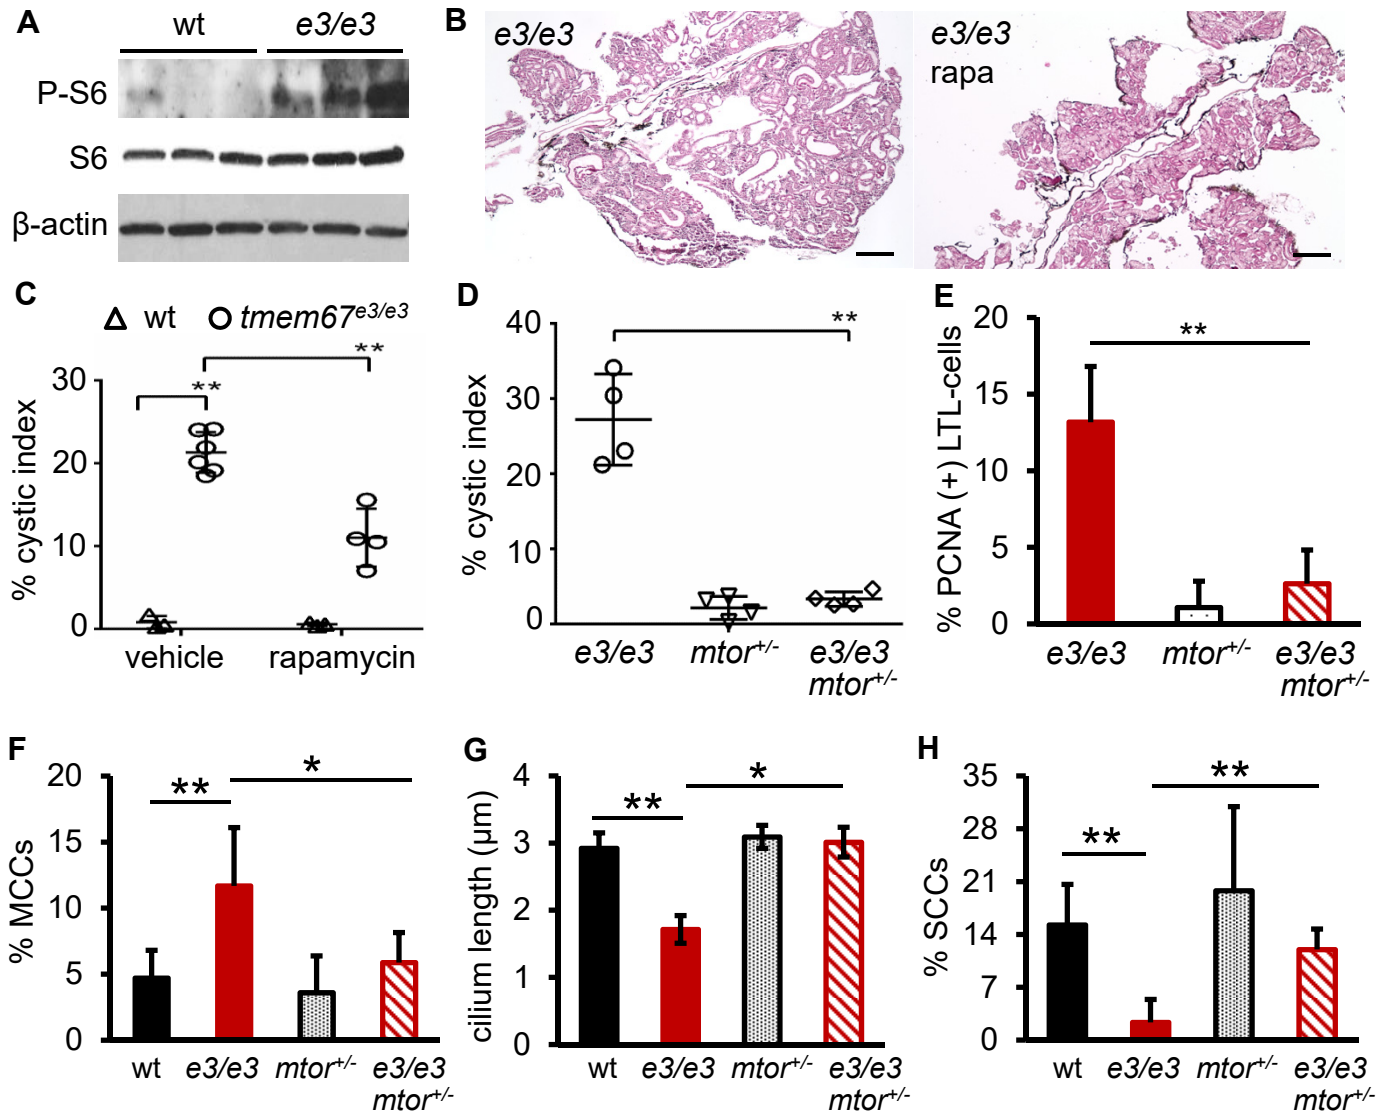 A
wt
e3/e3
P-S6
S6
β-actin
B
e3/e3
e3/e3
rapa
C
wt
tmem67e3/e3
**
**
% cystic index
30
20
10
0
vehicle
rapamycin
D
**
% cystic index
40
30
20
10
0
e3/e3
mtor+/-
e3/e3
mtor+/-
E
**
% PCNA (+) LTL-cells
20
15
10
5
0
e3/e3
mtor+/-
e3/e3
mtor+/-
F
**
*
% MCCs
20
15
10
5
0
wt
e3/e3
mtor+/-
e3/e3
mtor+/-
G
**
*
cilium length (µm)
4
3
2
1
0
wt
e3/e3
mtor+/-
e3/e3
mtor+/-
H
**
**
% SCCs
35
28
21
14
7
0
wt
e3/e3
mtor+/-
e3/e3
mtor+/-